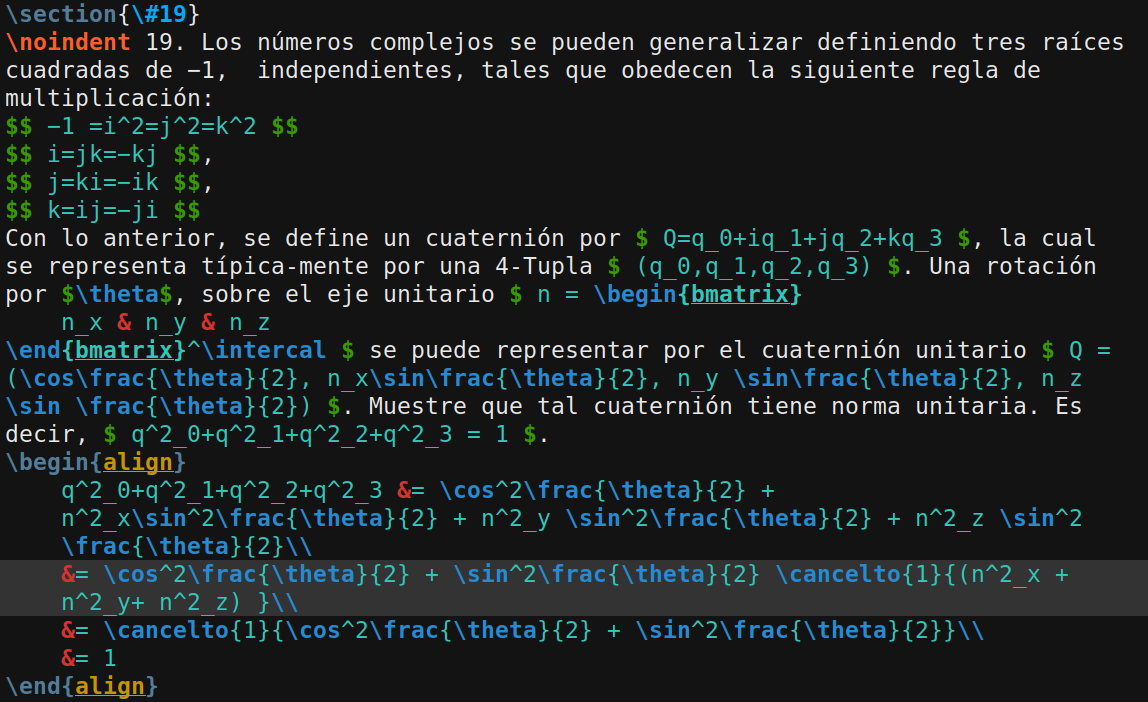 \section{\#19}
\noindent 19. Los números complejos se pueden generalizar definiendo tres raíces
cuadradas de −1,  independientes, tales que obedecen la siguiente regla de
multiplicación:
$$ −1 =i^2=j^2=k^2 $$
$$ i=jk=−kj $$,
$$ j=ki=−ik $$,
$$ k=ij=−ji $$
Con lo anterior, se define un cuaternión por $ Q=q_0+iq_1+jq_2+kq_3 $, la cual
se representa típica-mente por una 4-Tupla $ (q_0,q_1,q_2,q_3) $. Una rotación
por $\theta$, sobre el eje unitario $ n = \begin{bmatrix}
    n_x & n_y & n_z
\end{bmatrix}^\intercal $ se puede representar por el cuaternión unitario $ Q =
(\cos\frac{\theta}{2}, n_x\sin\frac{\theta}{2}, n_y \sin\frac{\theta}{2}, n_z
\sin \frac{\theta}{2}) $. Muestre que tal cuaternión tiene norma unitaria. Es
decir, $ q^2_0+q^2_1+q^2_2+q^2_3 = 1 $.
\begin{align}
    q^2_0+q^2_1+q^2_2+q^2_3 &= \cos^2\frac{\theta}{2} +
    n^2_x\sin^2\frac{\theta}{2} + n^2_y \sin^2\frac{\theta}{2} + n^2_z \sin^2
    \frac{\theta}{2}\\
    &= \cos^2\frac{\theta}{2} + \sin^2\frac{\theta}{2} \cancelto{1}{(n^2_x +
    n^2_y+ n^2_z) }\\
    &= \cancelto{1}{\cos^2\frac{\theta}{2} + \sin^2\frac{\theta}{2}}\\
    &= 1
\end{align}